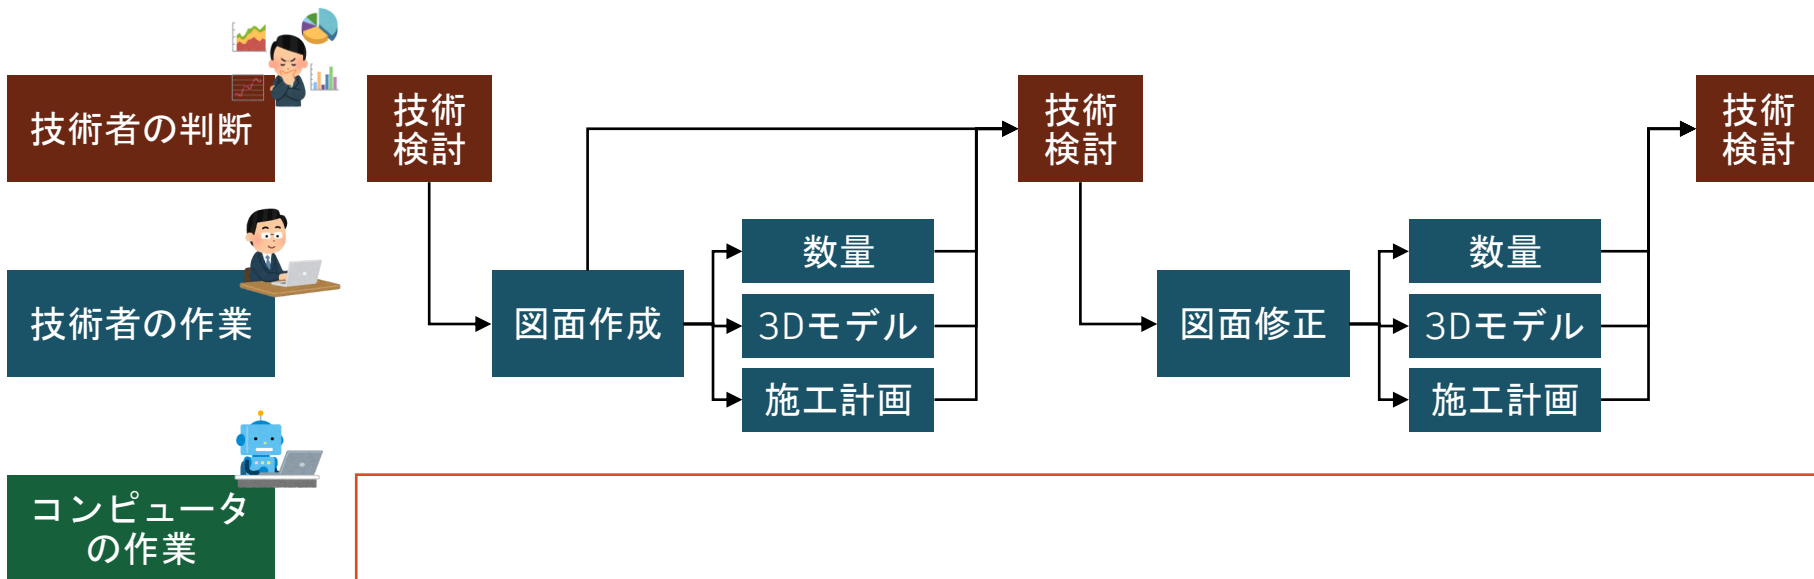 技術者の判断
技術
検討
技術
検討
技術
検討
技術者の作業
図面作成
数量
3Dモデル
施工計画
図面修正
数量
3Dモデル
施工計画
コンピュータ
の作業